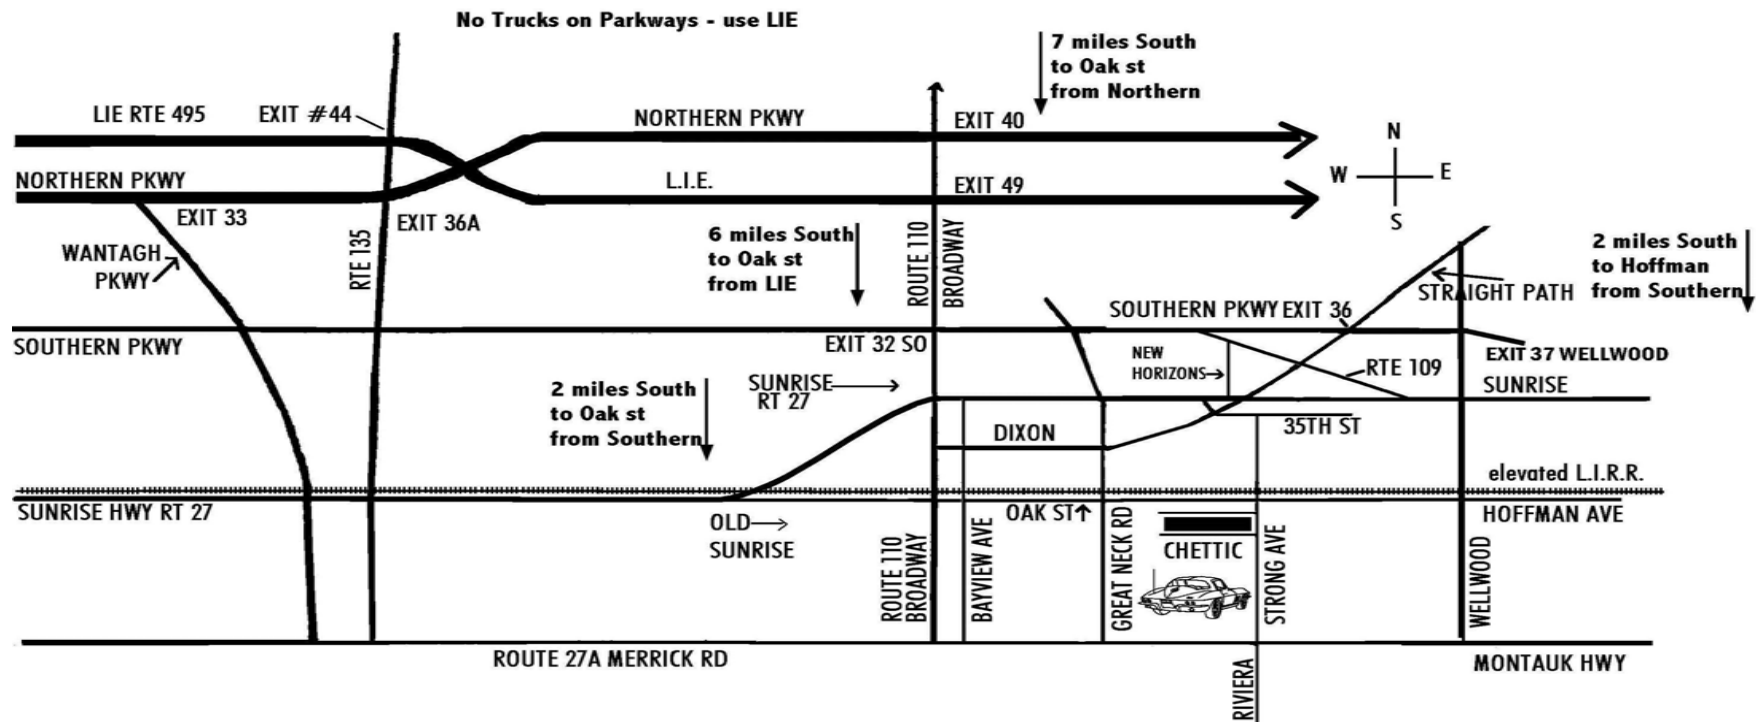 No Trucks on Parkways - use LIE
7 miles South
to Oak st
from Northern
LIE RTE 495
EXIT #44
NORTHERN PKWY
EXIT 40
N
W
E
S
NORTHERN PKWY
L.I.E.
EXIT 49
EXIT 33
EXIT 36A
WANTAGH
PKWY
RTE 135
6 miles South
to Oak st
from LIE
ROUTE 110
BROADWAY
2 miles South
to Hoffman
from Southern
STRAIGHT PATH
SOUTHERN PKWY
EXIT 36
SOUTHERN PKWY
EXIT 32 SO
NEW
HORIZONS
RTE 109
EXIT 37 WELLWOOD
SUNRISE
2 miles South
to Oak st
from Southern
SUNRISE
RT 27
DIXON
35TH ST
elevated L.I.R.R.
SUNRISE HWY RT 27
OLD
SUNRISE
OAK ST
HOFFMAN AVE
ROUTE 110
BROADWAY
BAYVIEW AVE
GREAT NECK RD
CHETTIC
STRONG AVE
WELLWOOD
ROUTE 27A MERRICK RD
MONTAUK HWY
RIVIERA